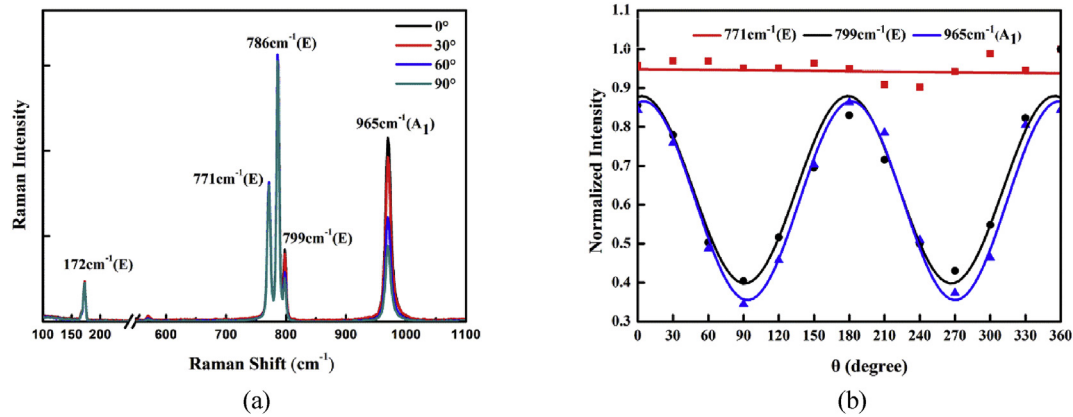 786cm⁻¹(E)
0°
30°
60°
90°
965cm⁻¹(A₁)
771cm⁻¹(E)
799cm⁻¹(E)
172cm⁻¹(E)
Raman Intensity
100 150 200 600 700 800 900 1000 1100
Raman Shift (cm⁻¹)
(a)
771cm⁻¹(E) 799cm⁻¹(E) 965cm⁻¹(A₁)
1.1
1.0
0.9
0.8
0.7
0.6
0.5
0.4
0.3
Normalized Intensity
0 30 60 90 120 150 180 210 240 270 300 330 360
θ (degree)
(b)